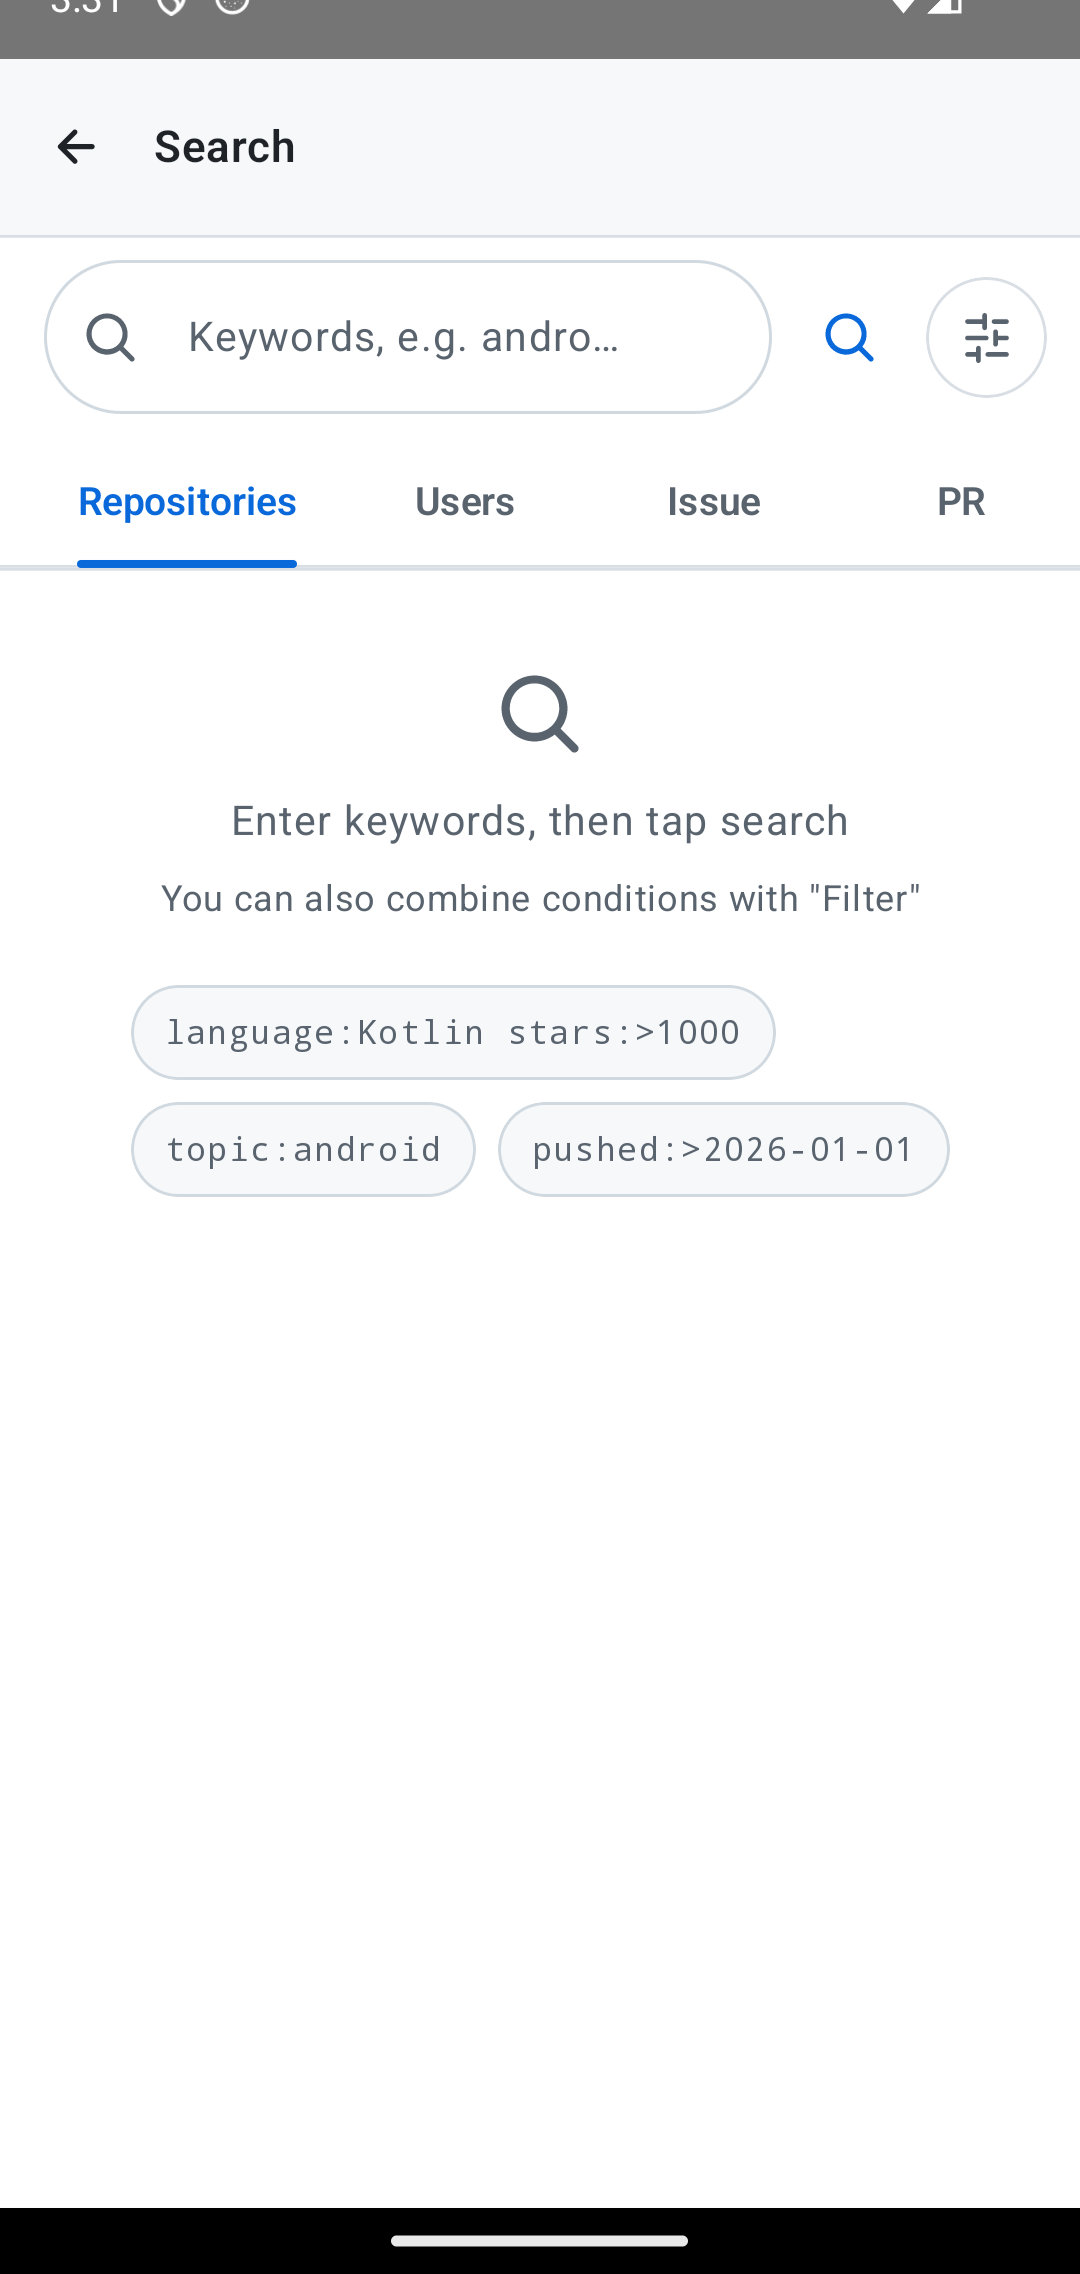 Search
Keywords, e.g. andro…
Repositories Users Issue PR
Enter keywords, then tap search
You can also combine conditions with "Filter"
language:Kotlin stars:>1000
topic:android pushed:>2026-01-01